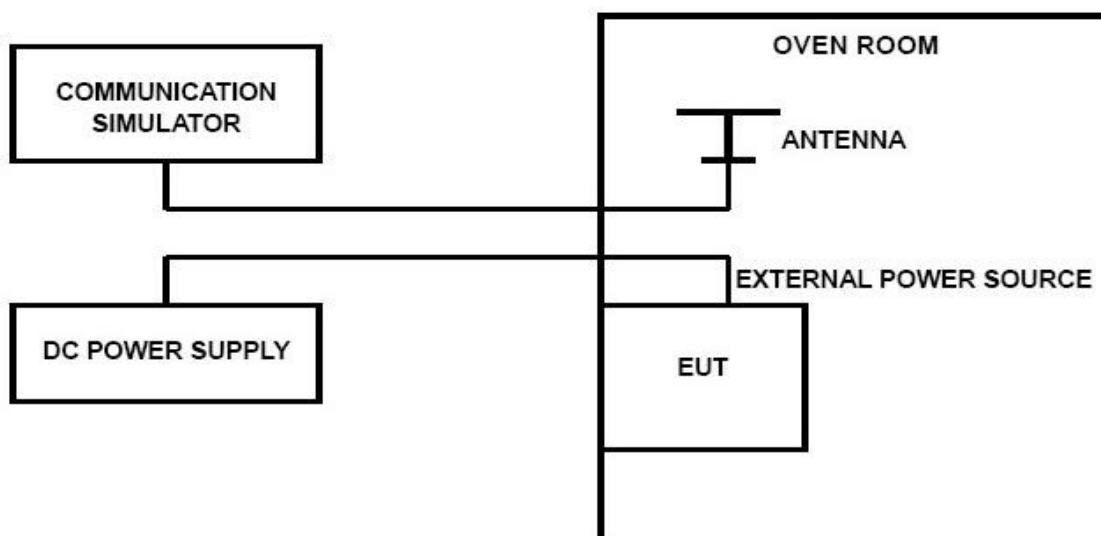 OVEN ROOM
COMMUNICATION
SIMULATOR
ANTENNA
EXTERNAL POWER SOURCE
DC POWER SUPPLY
EUT